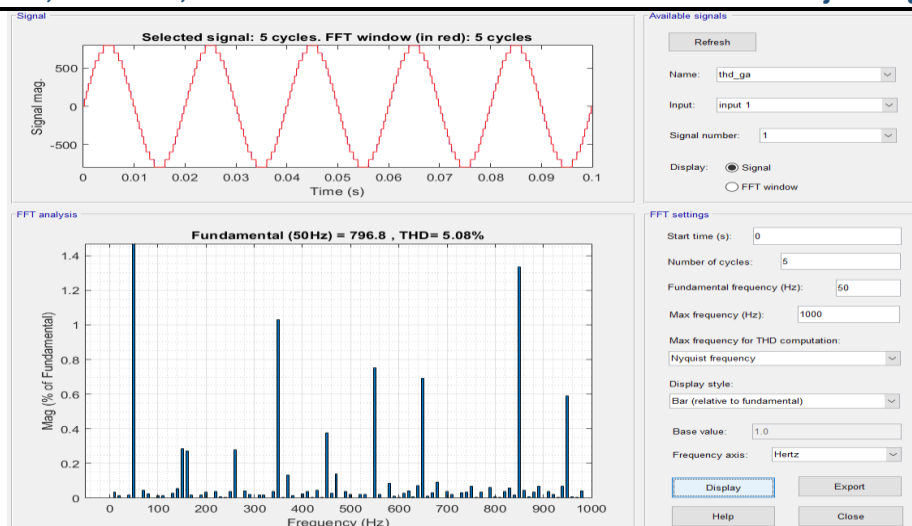 Signal
Selected signal: 5 cycles. FFT window (in red): 5 cycles
500
0
-500
Signal mag.
0 0.01 0.02 0.03 0.04 0.05 0.06 0.07 0.08 0.09 0.1
Time (s)
Available signals
Refresh
Name: thd_ga
Input: input 1
Signal number: 1
Display: Signal
FFT window
FFT analysis
Fundamental (50Hz) = 796.8 , THD= 5.08%
1.4
1.2
1
0.8
0.6
0.4
0.2
0
Mag (% of Fundamental)
0 100 200 300 400 500 600 700 800 900 1000
Frequency (Hz)
FFT settings
Start time (s): 0
Number of cycles: 5
Fundamental frequency (Hz): 50
Max frequency (Hz): 1000
Max frequency for THD computation:
Nyquist frequency
Display style:
Bar (relative to fundamental)
Base value: 1.0
Frequency axis: Hertz
Display Export
Help Close